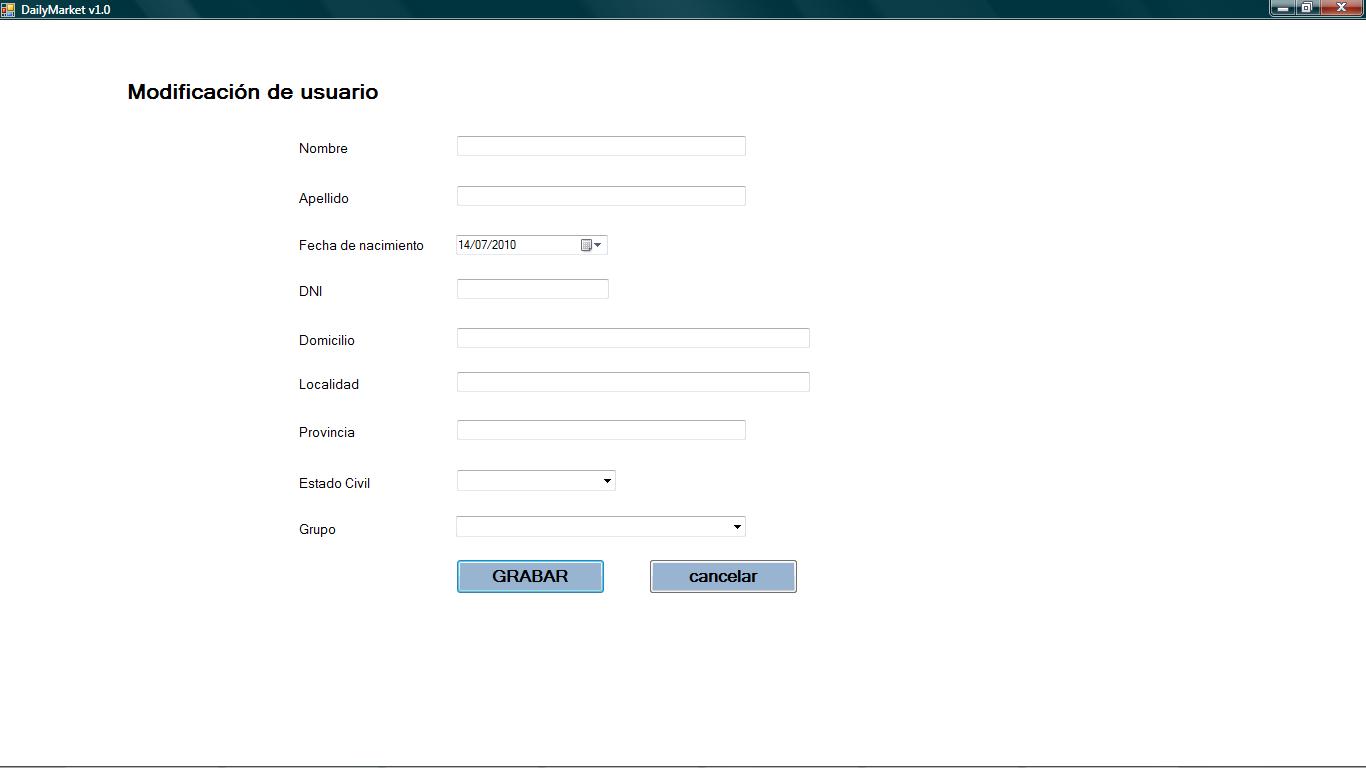 DailyMarket v1.0
Modificación de usuario
Nombre
Apellido
Fecha de nacimiento 14/07/2010
DNI
Domicilio
Localidad
Provincia
Estado Civil
Grupo
GRABAR cancelar